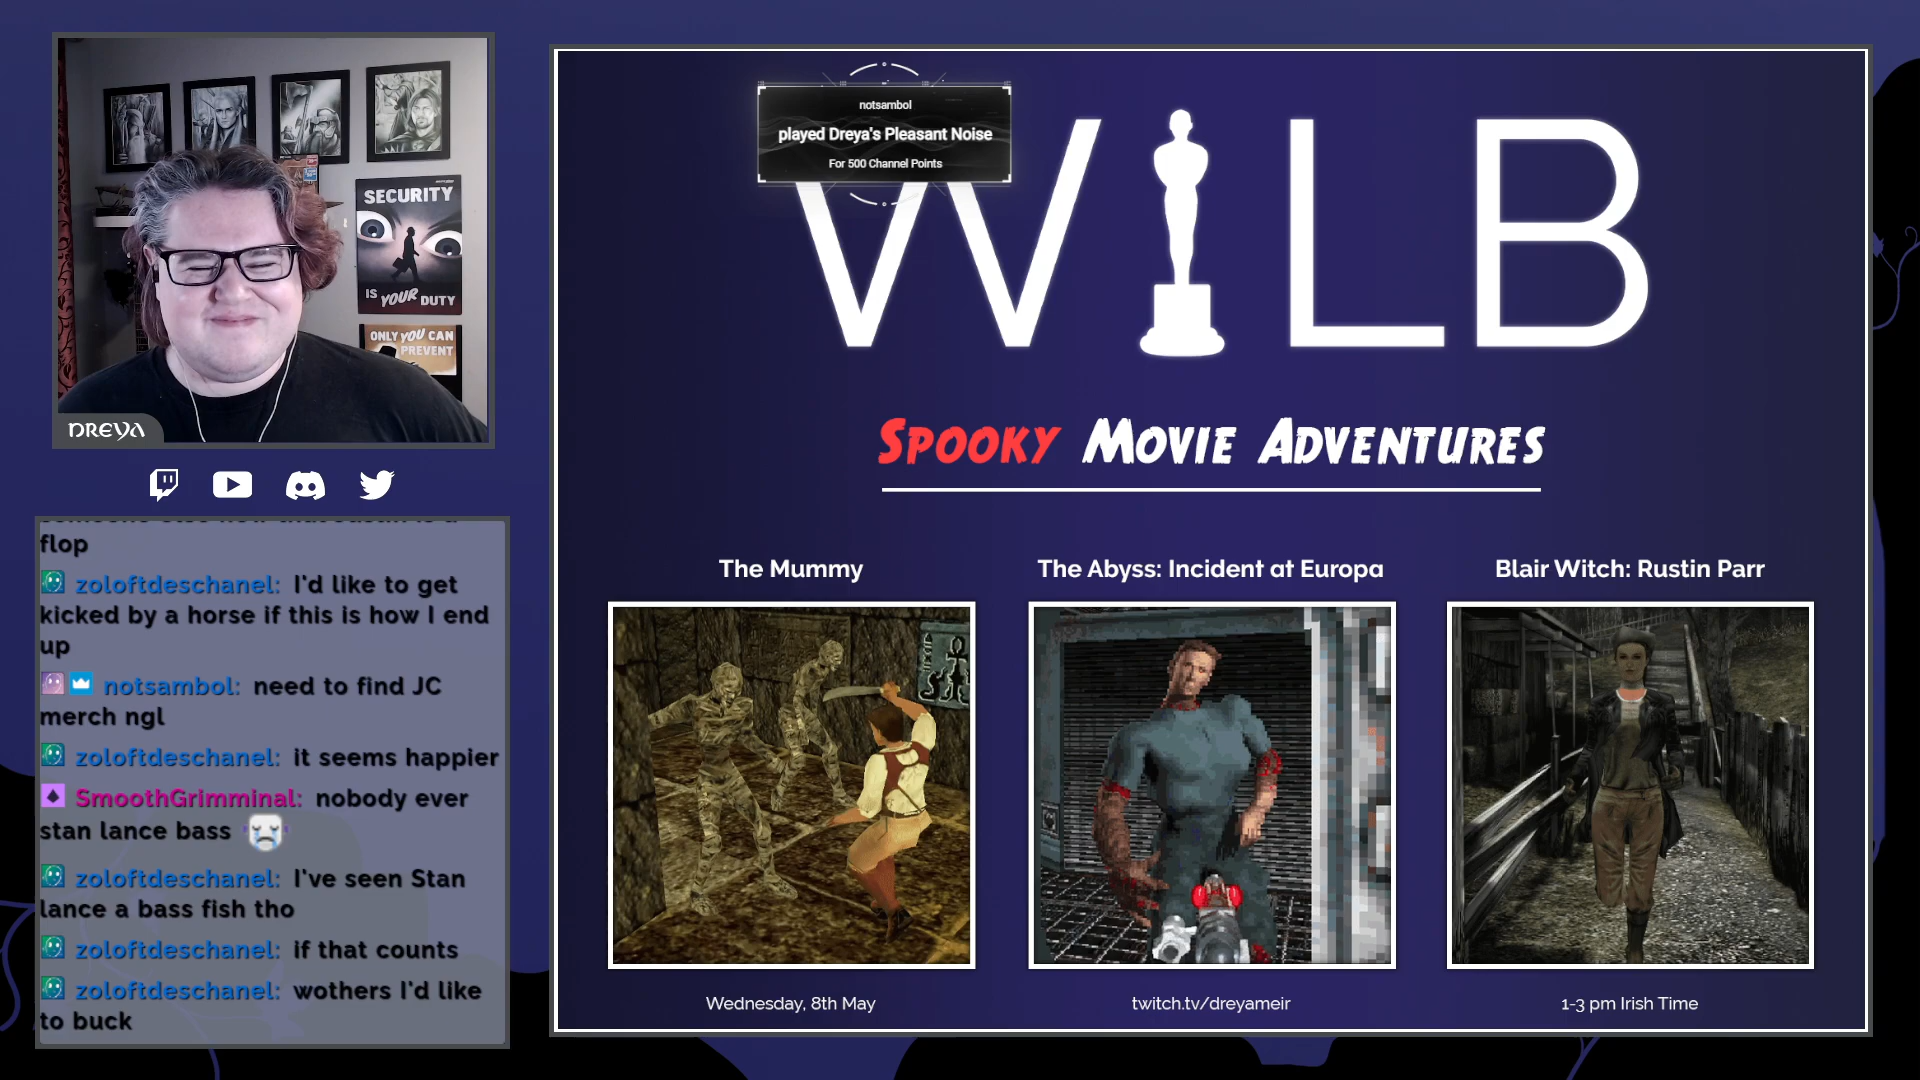 SECURITY
IS YOUR DUTY
ONLY YOU CAN
PREVENT
DREYA
flop
zoloftdeschanel: I'd like to get
kicked by a horse if this is how I end
up
notsambol: need to find JC
merch ngl
zoloftdeschanel: it seems happier
SmoothGrimminal: nobody ever
stan lance bass
zoloftdeschanel: I've seen Stan
lance a bass fish tho
zoloftdeschanel: if that counts
zoloftdeschanel: wothers I'd like
to buck
notsambol
played Dreya's Pleasant Noise
For 500 Channel Points
W LB
Spooky Movie Adventures
The Mummy
The Abyss: Incident at Europa
Blair Witch: Rustin Parr
Wednesday, 8th May
twitch.tv/dreyameir
1-3 pm Irish Time